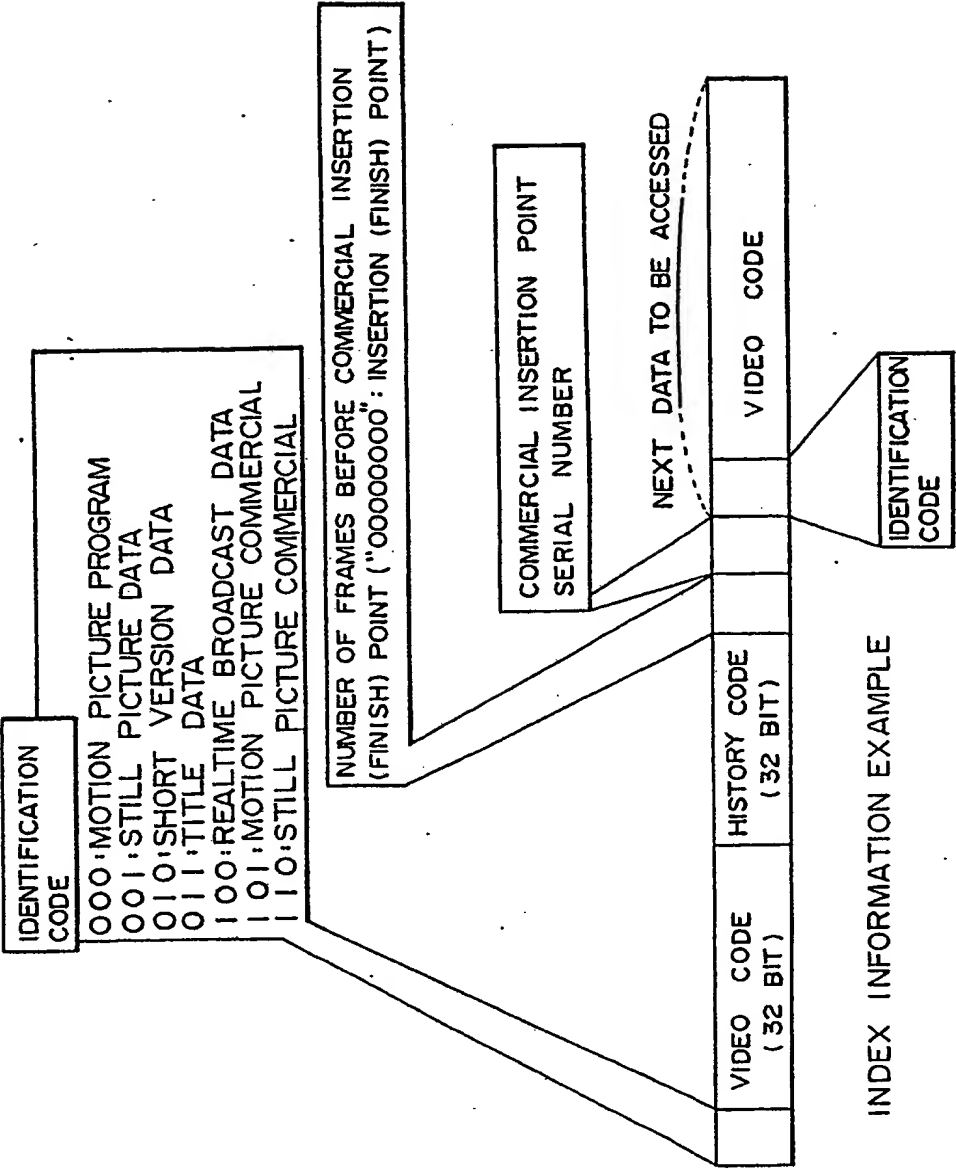 IDENTIFICATION
CODE
000:MOTION PICTURE PROGRAM
001:STILL PICTURE DATA
010:SHORT VERSION DATA
011:TITLE DATA
100:REALTIME BROADCAST DATA
101:MOTION PICTURE COMMERCIAL
110:STILL PICTURE COMMERCIAL
NUMBER OF FRAMES BEFORE COMMERCIAL INSERTION
(FINISH) POINT ("0000000": INSERTION (FINISH) POINT)
COMMERCIAL INSERTION POINT
SERIAL NUMBER
NEXT DATA TO BE ACCESSED
VIDEO CODE
(32 BIT)
HISTORY CODE
(32 BIT)
VIDEO CODE
IDENTIFICATION
CODE
INDEX INFORMATION EXAMPLE